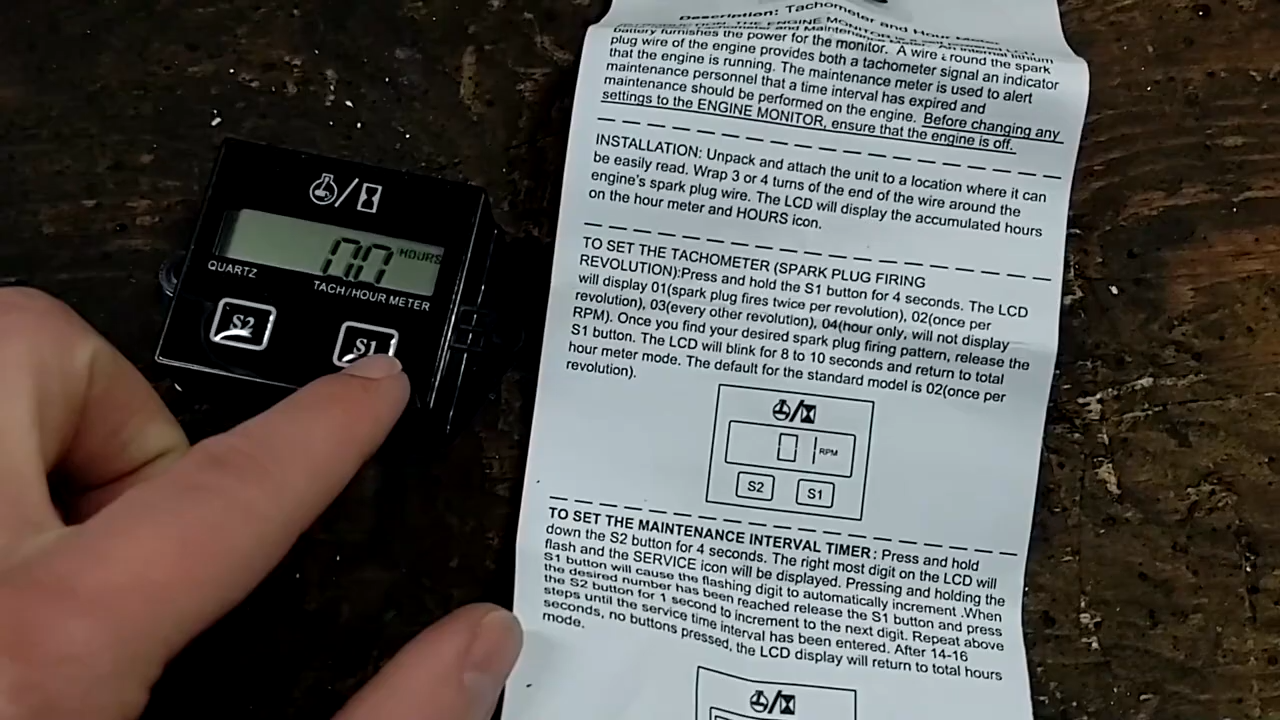 HOURS
QUARTZ
TACH/HOUR METER
S2
S1
Description: Tachometer and Hour Meter
battery furnishes the power for the monitor. A wire around the spark
plug wire of the engine provides both a tachometer signal an indicator
that the engine is running. The maintenance meter is used to alert
maintenance personnel that a time interval has expired and
maintenance should be performed on the engine. Before changing any
settings to the ENGINE MONITOR, ensure that the engine is off.
INSTALLATION: Unpack and attach the unit to a location where it can
be easily read. Wrap 3 or 4 turns of the end of the wire around the
engine's spark plug wire. The LCD will display the accumulated hours
on the hour meter and HOURS icon.
TO SET THE TACHOMETER (SPARK PLUG FIRING
REVOLUTION):Press and hold the S1 button for 4 seconds. The LCD
will display 01(spark plug fires twice per revolution), 02(once per
revolution), 03(every other revolution), 04(hour only, will not display
RPM). Once you find your desired spark plug firing pattern, release the
S1 button. The LCD will blink for 8 to 10 seconds and return to total
hour meter mode. The default for the standard model is 02(once per
revolution).
0 RPM
S2 S1
TO SET THE MAINTENANCE INTERVAL TIMER: Press and hold
down the S2 button for 4 seconds. The right most digit on the LCD will
flash and the SERVICE icon will be displayed. Pressing and holding the
S1 button will cause the flashing digit to automatically increment .When
the desired number has been reached release the S1 button and press
the S2 button for 1 second to increment to the next digit. Repeat above
steps until the service time interval has been entered. After 14-16
seconds, no buttons pressed, the LCD display will return to total hours
mode.